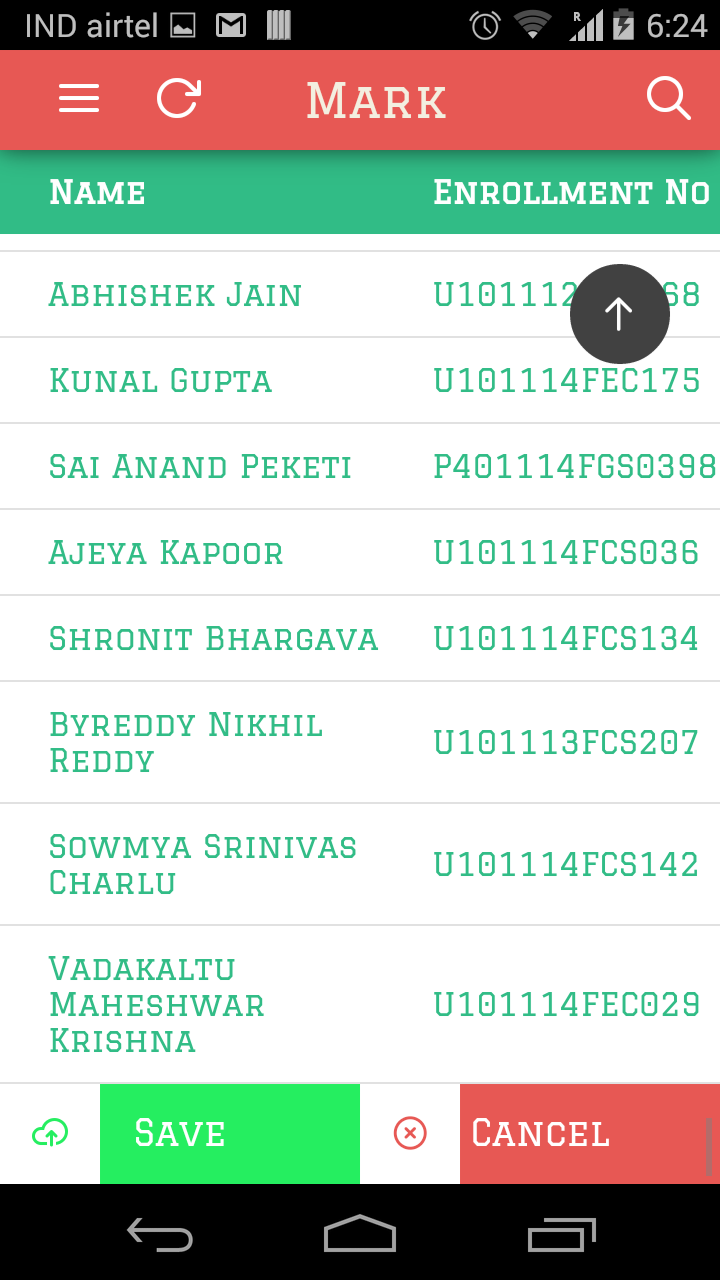 IND airtel
R
6:24
Mark
Name Enrollment No
Abhishek Jain
Kunal Gupta U101114FEC175
Sai Anand Peketi P401114FGS0398
Ajeya Kapoor U101114FCS036
Shronit Bhargava U101114FCS134
Byreddy Nikhil
Reddy
U101113FCS207
Sowmya Srinivas
Charlu
U101114FCS142
Vadakaltu
Maheshwar
Krishna
U101114FEC029
Save Cancel